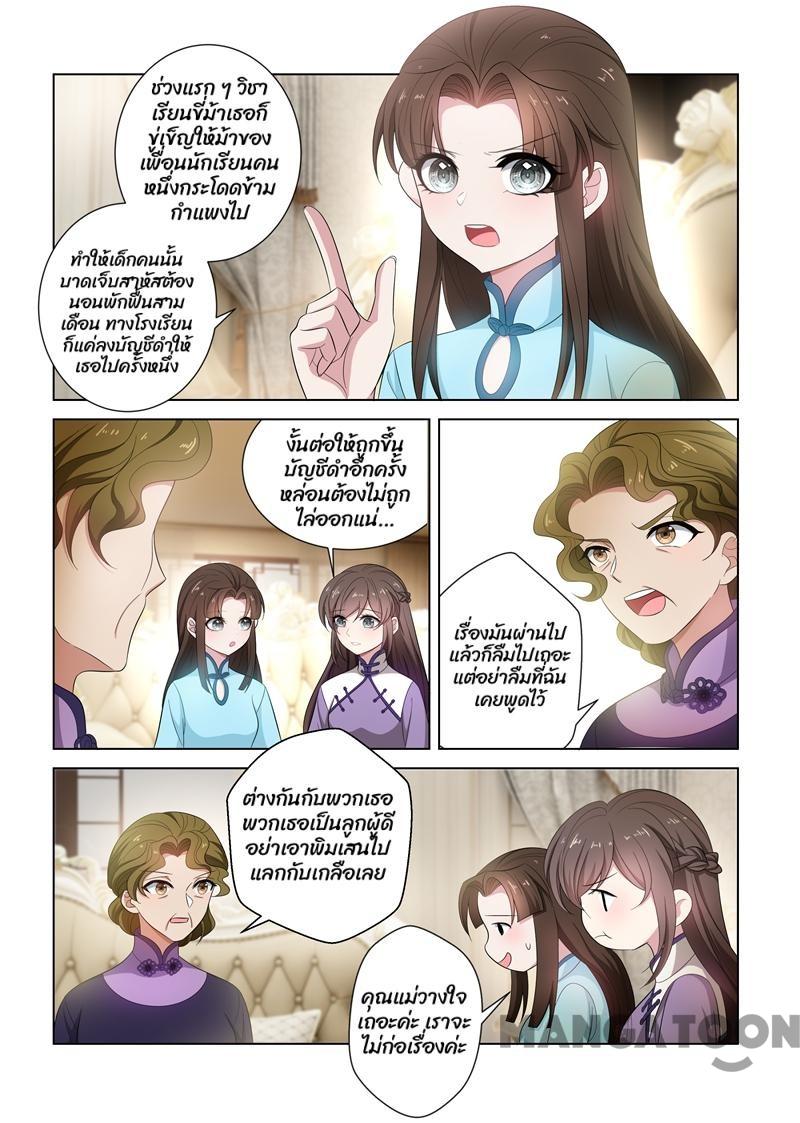 ช่วงแรก ๆ วิชา
เรียนขี่ม้าเธอก็
ขู่เข็ญให้ม้าของ
เพื่อนนักเรียนคน
หนึ่งกระโดดข้าม
กำแพงไป
ทำให้เด็กคนนั้น
บาดเจ็บสาหัสต้อง
นอนพักฟื้นสาม
เดือน ทางโรงเรียน
ก็แค่ลงบัญชีดำให้
เธอไปครั้งหนึ่ง
งั้นต่อให้ถูกขึ้น
บัญชีดำอีกครั้ง
หล่อนต้องไม่ถูก
ไล่ออกแน่...
เรื่องมันผ่านไป
แล้วก็ลืมไปเถอะ
แต่อย่าลืมที่ฉัน
เคยพูดไว้
ต่างกันกับพวกเธอ
พวกเธอเป็นลูกผู้ดี
อย่าเอาพิมเสนไป
แลกกับเกลือเลย
คุณแม่วางใจ
เถอะค่ะ เราจะ
ไม่ก่อเรื่องค่ะ
MANGATOON